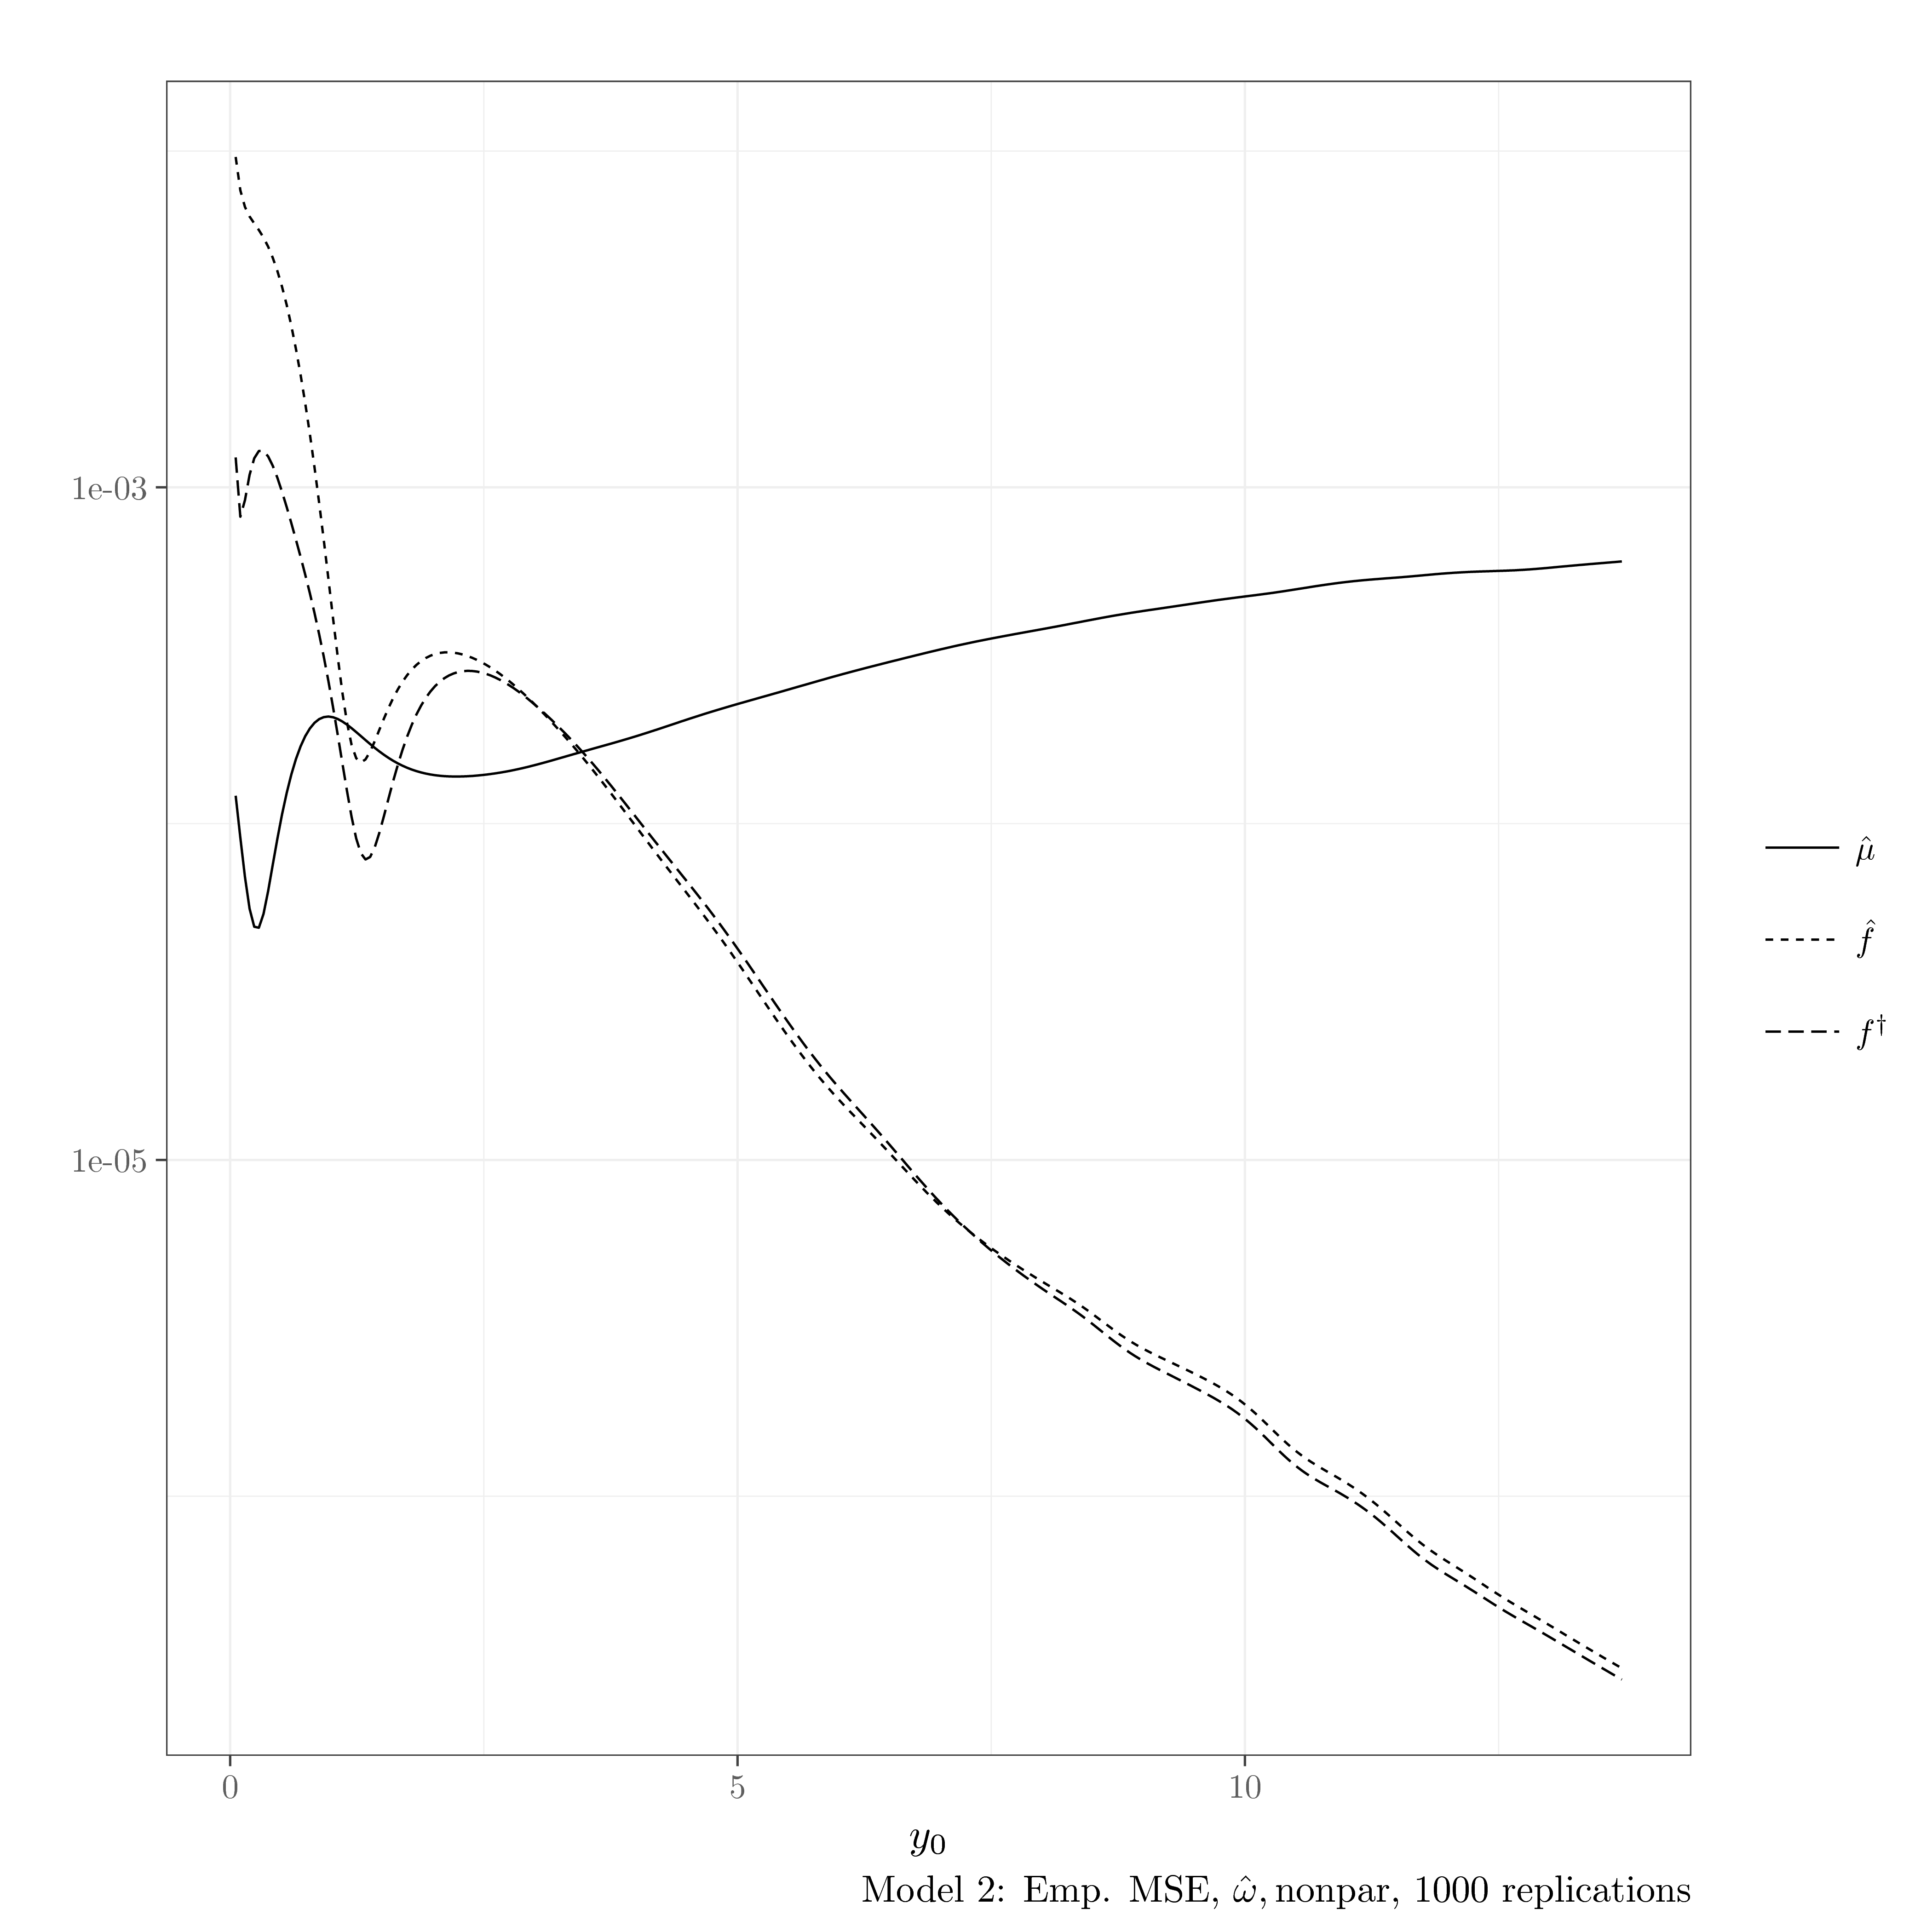 1e-03
1e-05
0
5
10
y₀
μ̂
f̂
f†
Model 2: Emp. MSE, ω̂, nonpar, 1000 replications